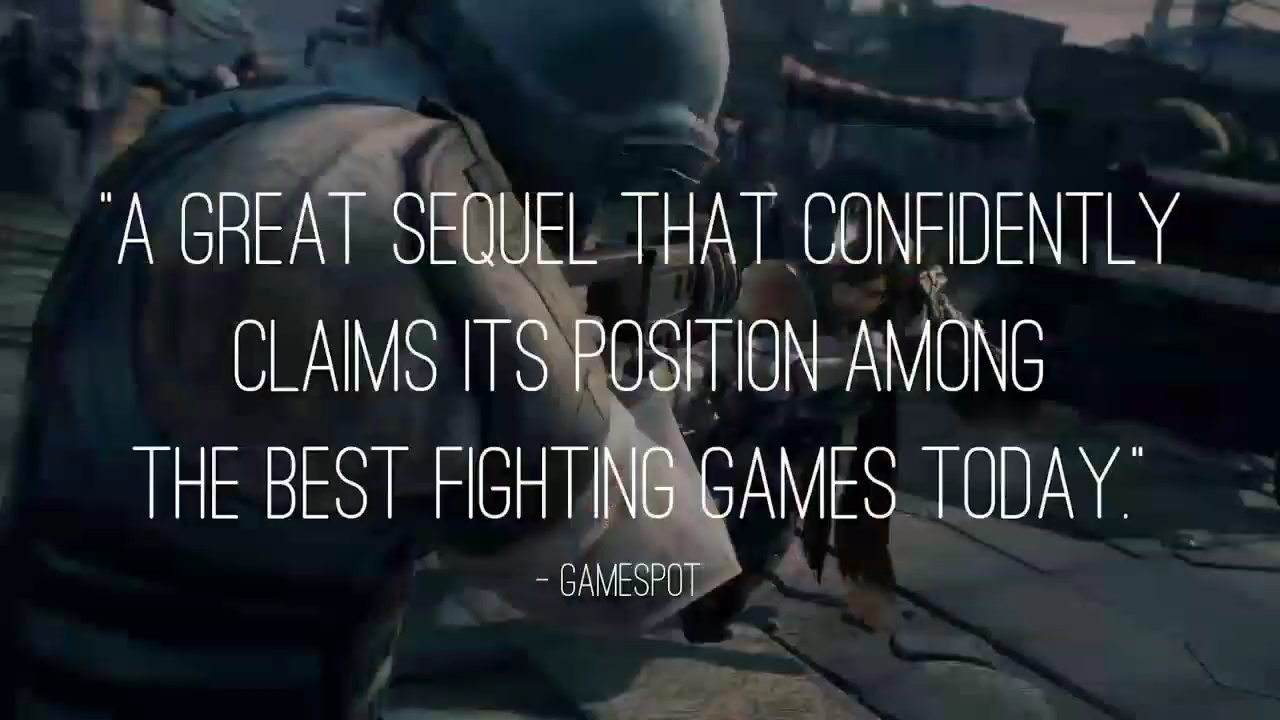 "A GREAT SEQUEL THAT CONFIDENTLY
CLAIMS ITS POSITION AMONG
THE BEST FIGHTING GAMES TODAY."
- GAMESPOT